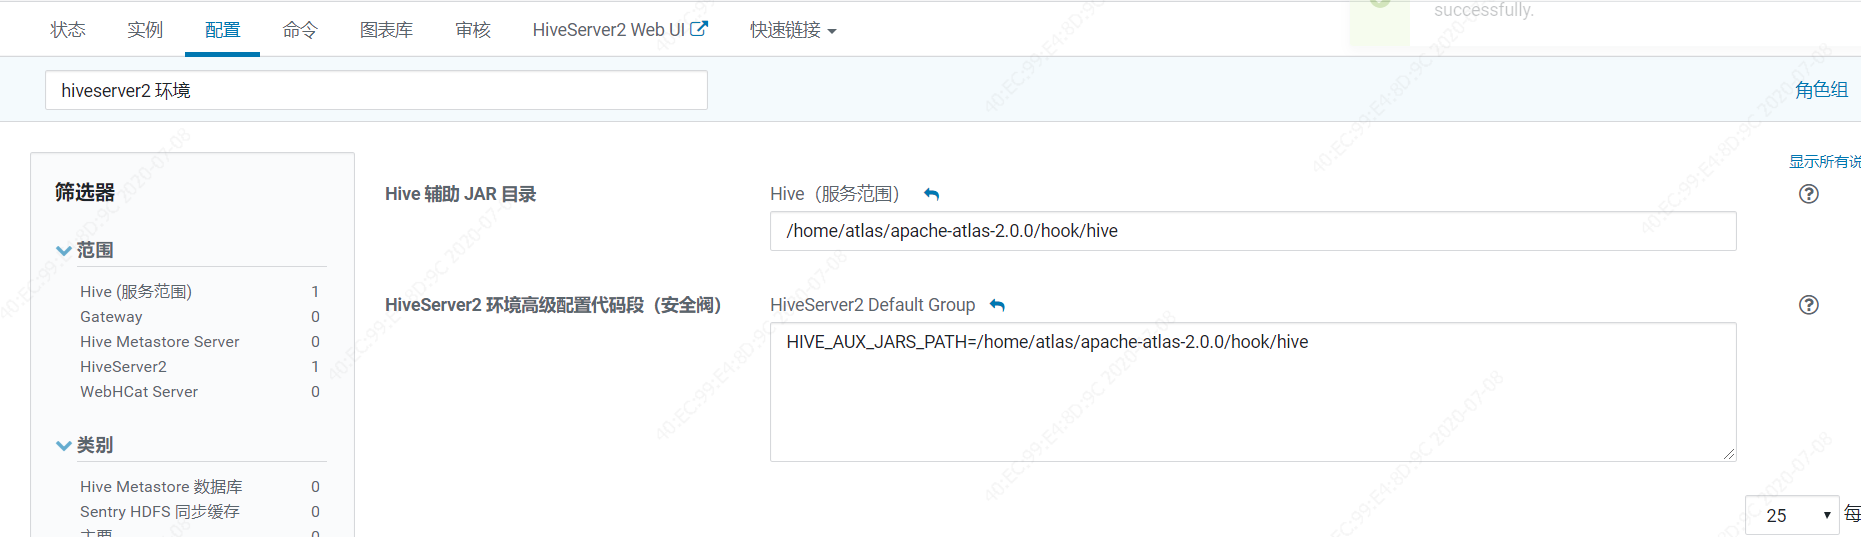 successfully.
状态 实例 配置 命令 图表库 审核 HiveServer2 Web UI 快速链接
hiveserver2 环境
角色组
显示所有说
筛选器
范围
Hive (服务范围) 1
Gateway 0
Hive Metastore Server 0
HiveServer2 1
WebHCat Server 0
类别
Hive Metastore 数据库 0
Sentry HDFS 同步缓存 0
主要 0
Hive 辅助 JAR 目录
Hive（服务范围）
/home/atlas/apache-atlas-2.0.0/hook/hive
HiveServer2 环境高级配置代码段（安全阀）
HiveServer2 Default Group
HIVE_AUX_JARS_PATH=/home/atlas/apache-atlas-2.0.0/hook/hive
25 每
40:EC:99:E4:8D:9C 2020-07-08